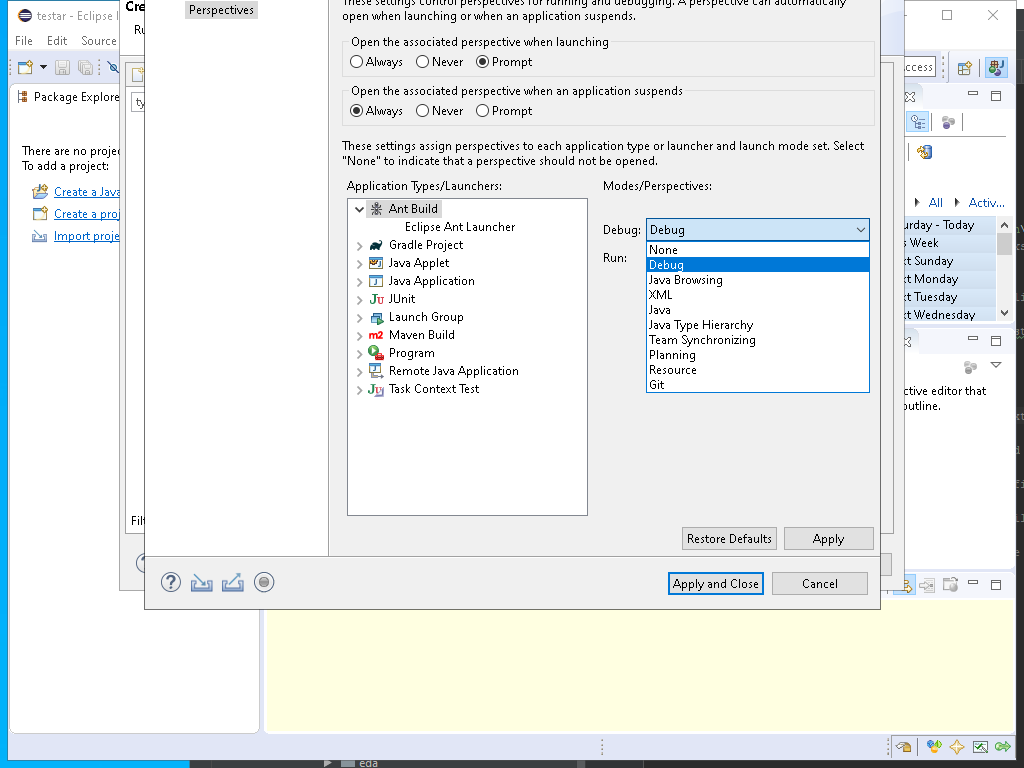 testar - Eclipse I
File Edit Source
Package Explore
There are no proje
To add a project:
Create a Java
Create a proj
Import proje
Cre
Ru
ty
Filt
Perspectives
These settings control perspectives for running and debugging. A perspective can automatically
open when launching or when an application suspends.
Open the associated perspective when launching
Always Never Prompt
Open the associated perspective when an application suspends
Always Never Prompt
These settings assign perspectives to each application type or launcher and launch mode set. Select
"None" to indicate that a perspective should not be opened.
Application Types/Launchers:
Ant Build
Eclipse Ant Launcher
Gradle Project
Java Applet
Java Application
JUnit
Launch Group
Maven Build
Program
Remote Java Application
Task Context Test
Modes/Perspectives:
Debug: Debug
Run:
None
Debug
Java Browsing
XML
Java
Java Type Hierarchy
Team Synchronizing
Planning
Resource
Git
Restore Defaults Apply
Apply and Close Cancel
ccess
All Activ...
urday - Today
s Week
xt Sunday
xt Monday
xt Tuesday
xt Wednesday
ctive editor that
outline.
eda